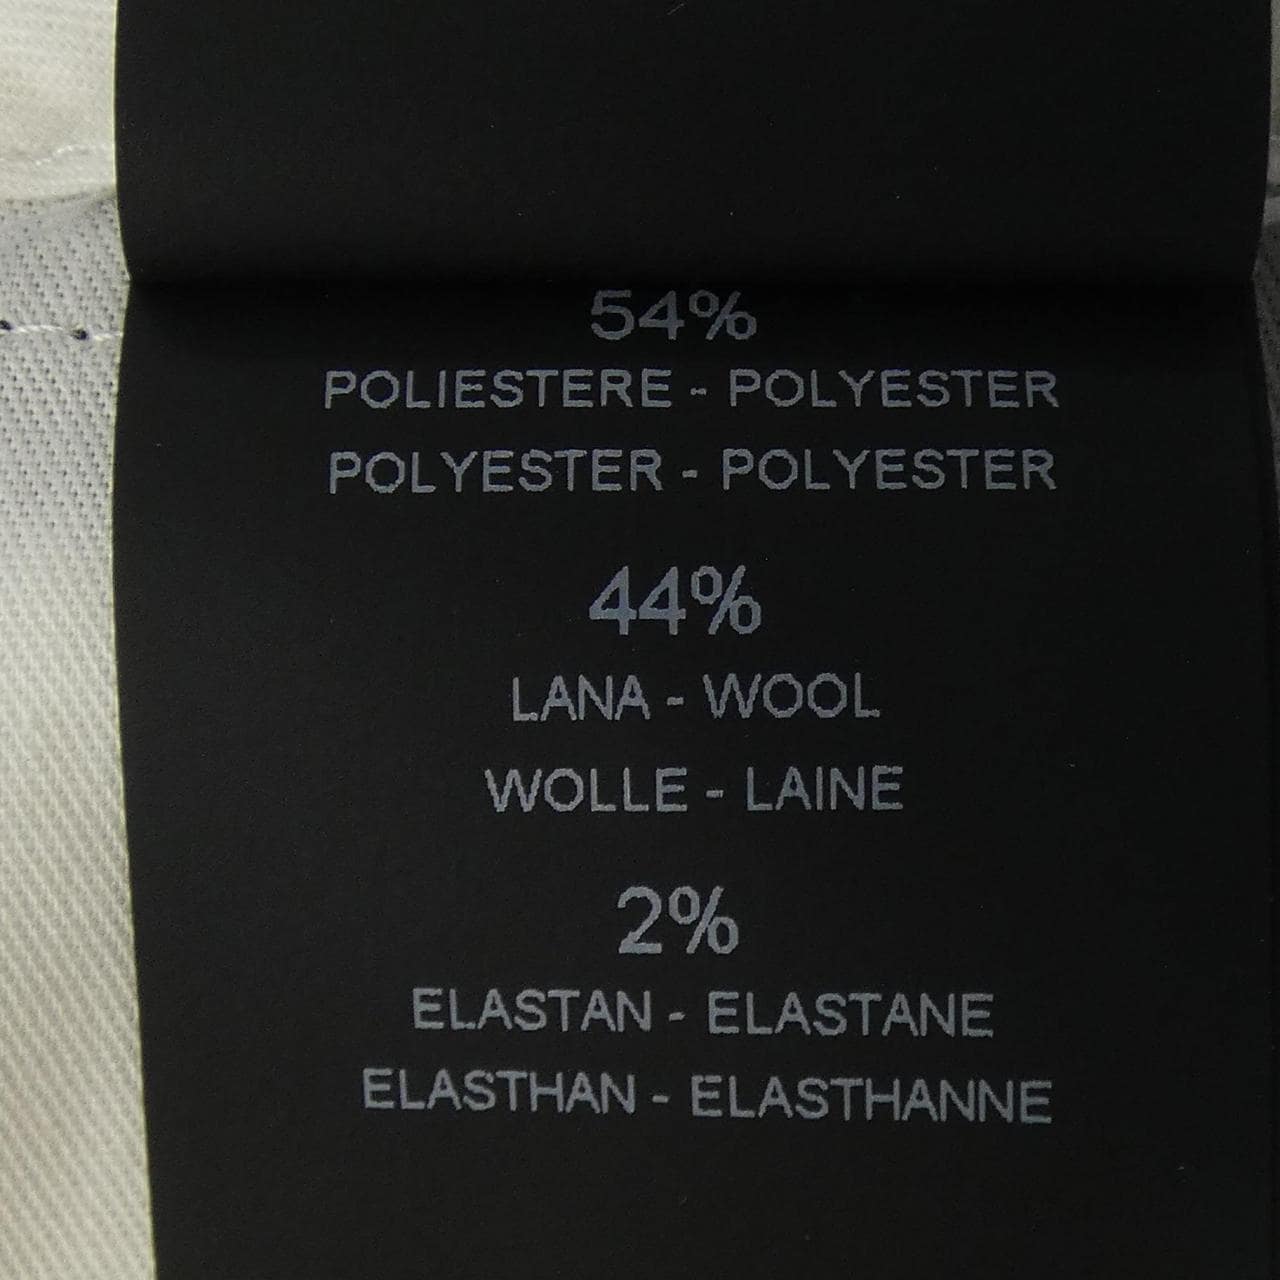 54%
POLIESTERE - POLYESTER
POLYESTER - POLYESTER
44%
LANA - WOOL
WOLLE - LAINE
2%
ELASTAN - ELASTANE
ELASTHAN - ELASTHANNE